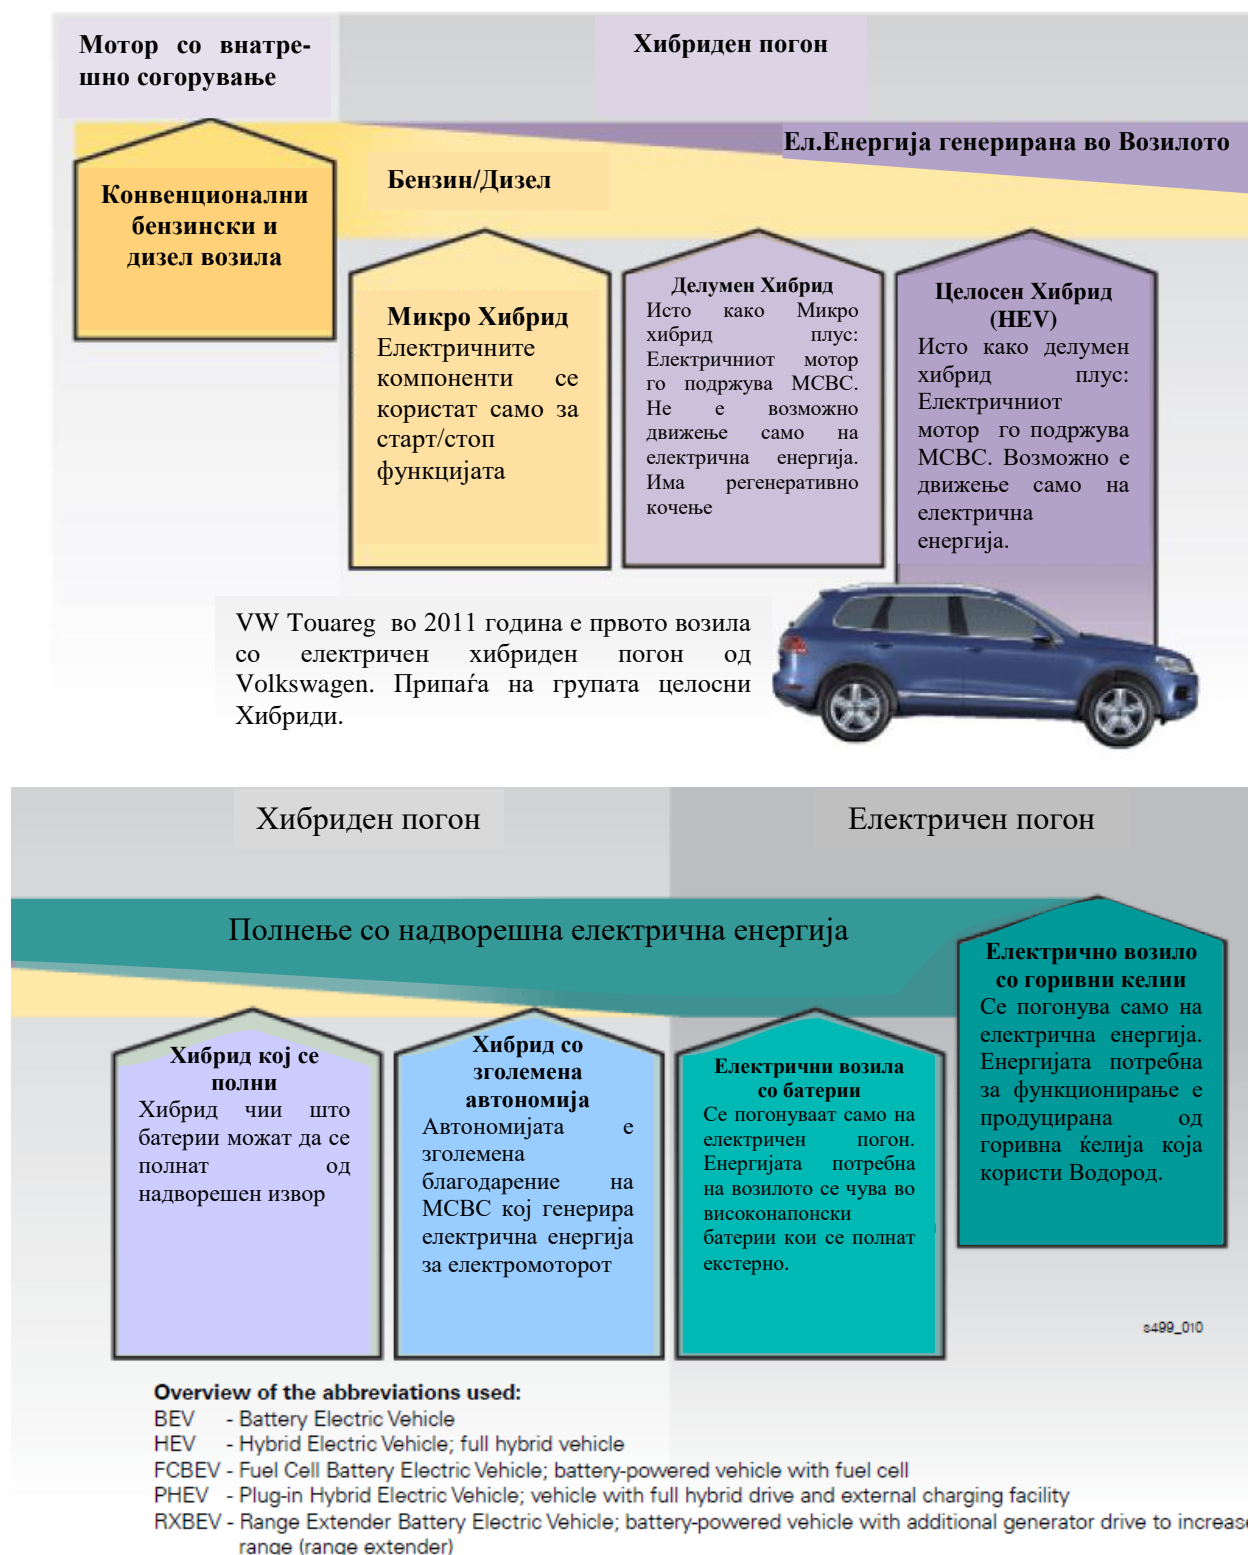 Мотор со внатре-
шно согорување
Хибриден погон
Ел.Енергија генерирана во Возилото
Бензин/Дизел
Конвенционални
бензински и
дизел возила
Микро Хибрид
Електричните
компоненти се
користат само за
старт/стоп
функцијата
Делумен Хибрид
Исто како Микро
хибрид плус:
Електричниот мотор
го подржува МСВС.
Не е возможно
движење само на
електрична енергија.
Има регенеративно
кочење
Целосен Хибрид
(HEV)
Исто како делумен
хибрид плус:
Електричниот
мотор го подржува
МСВС. Возможно е
движење само на
електрична
енергија.
VW Touareg во 2011 година е првото возила
со електричен хибриден погон од
Volkswagen. Припаѓа на групата целосни
Хибриди.
Хибриден погон
Електричен погон
Полнење со надворешна електрична енергија
Хибрид кој се
полни
Хибрид чии што
батерии можат да се
полнат од
надворешен извор
Хибрид со
зголемена
автономија
Автономијата е
зголемена
благодарение на
МСВС кој генерира
електрична енергија
за електромоторот
Електрични возила
со батерии
Се погонуваат само на
електричен погон.
Енергијата потребна
на возилото се чува во
високонапонски
батерии кои се полнат
екстерно.
Електрично возило
со горивни келии
Се погонува само на
електрична енергија.
Енергијата потребна
за функционирање е
продуцирана од
горивна ќелија која
користи Водород.
s499_010
Overview of the abbreviations used:
BEV - Battery Electric Vehicle
HEV - Hybrid Electric Vehicle; full hybrid vehicle
FCBEV - Fuel Cell Battery Electric Vehicle; battery-powered vehicle with fuel cell
PHEV - Plug-in Hybrid Electric Vehicle; vehicle with full hybrid drive and external charging facility
RXBEV - Range Extender Battery Electric Vehicle; battery-powered vehicle with additional generator drive to increase
range (range extender)